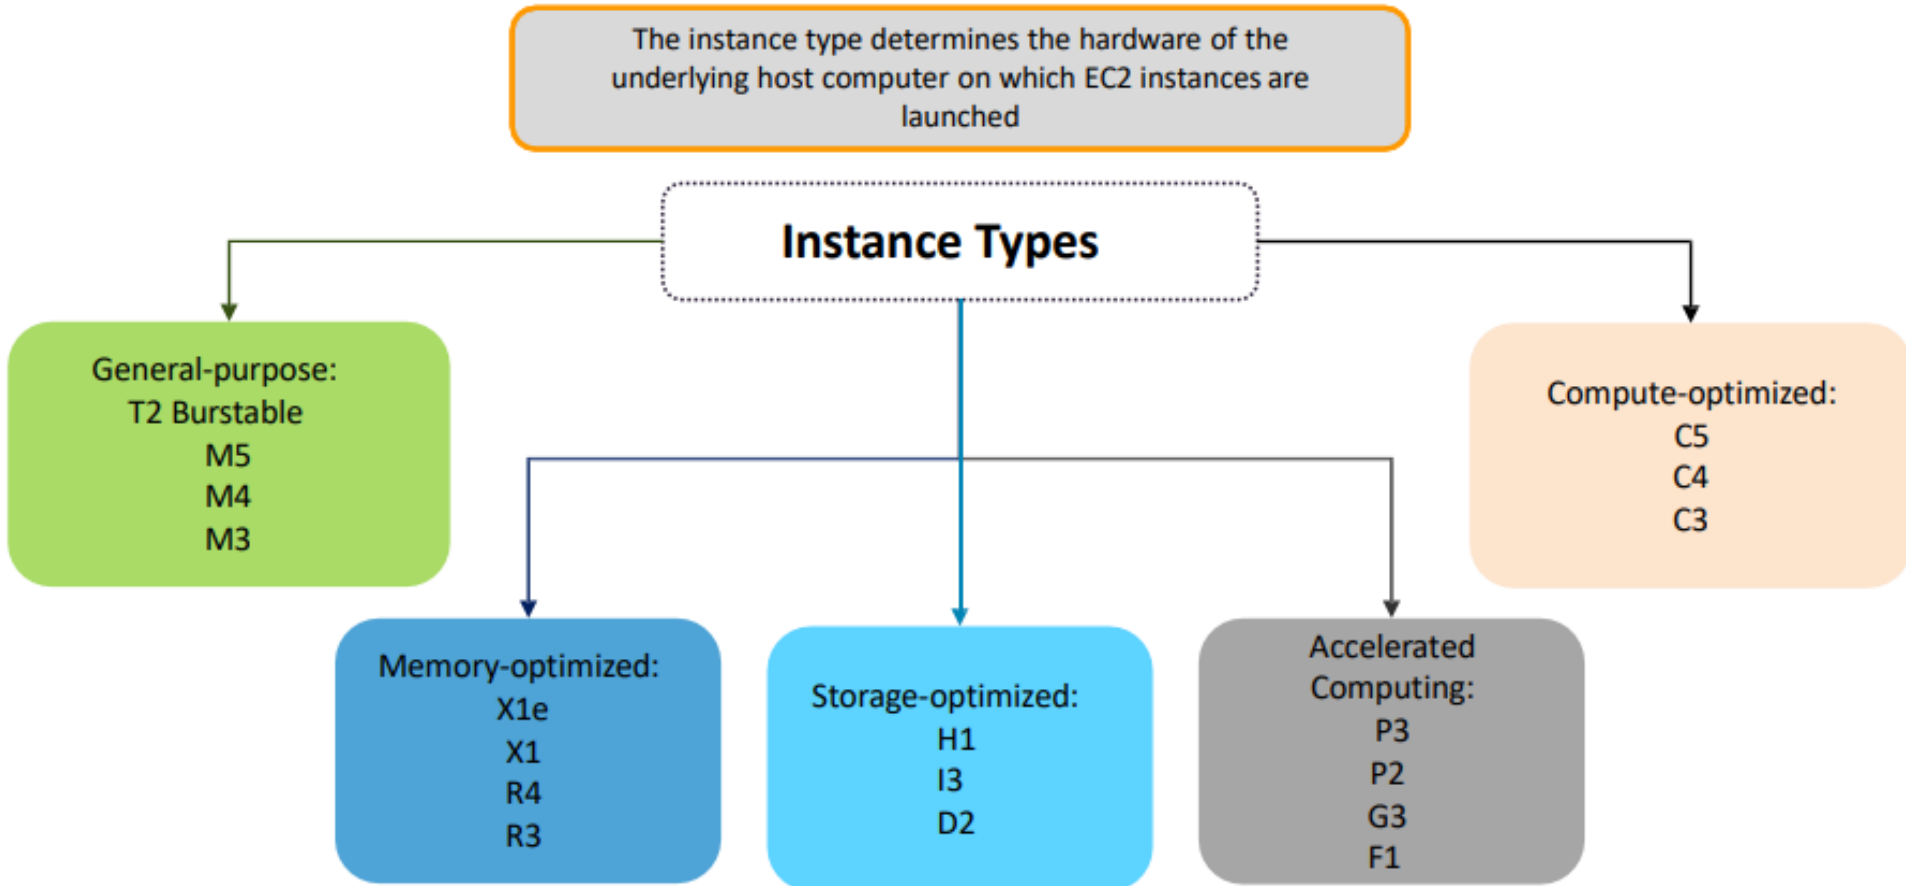 The instance type determines the hardware of the
underlying host computer on which EC2 instances are
launched
Instance Types
General-purpose:
T2 Burstable
M5
M4
M3
Compute-optimized:
C5
C4
C3
Memory-optimized:
X1e
X1
R4
R3
Storage-optimized:
H1
I3
D2
Accelerated
Computing:
P3
P2
G3
F1